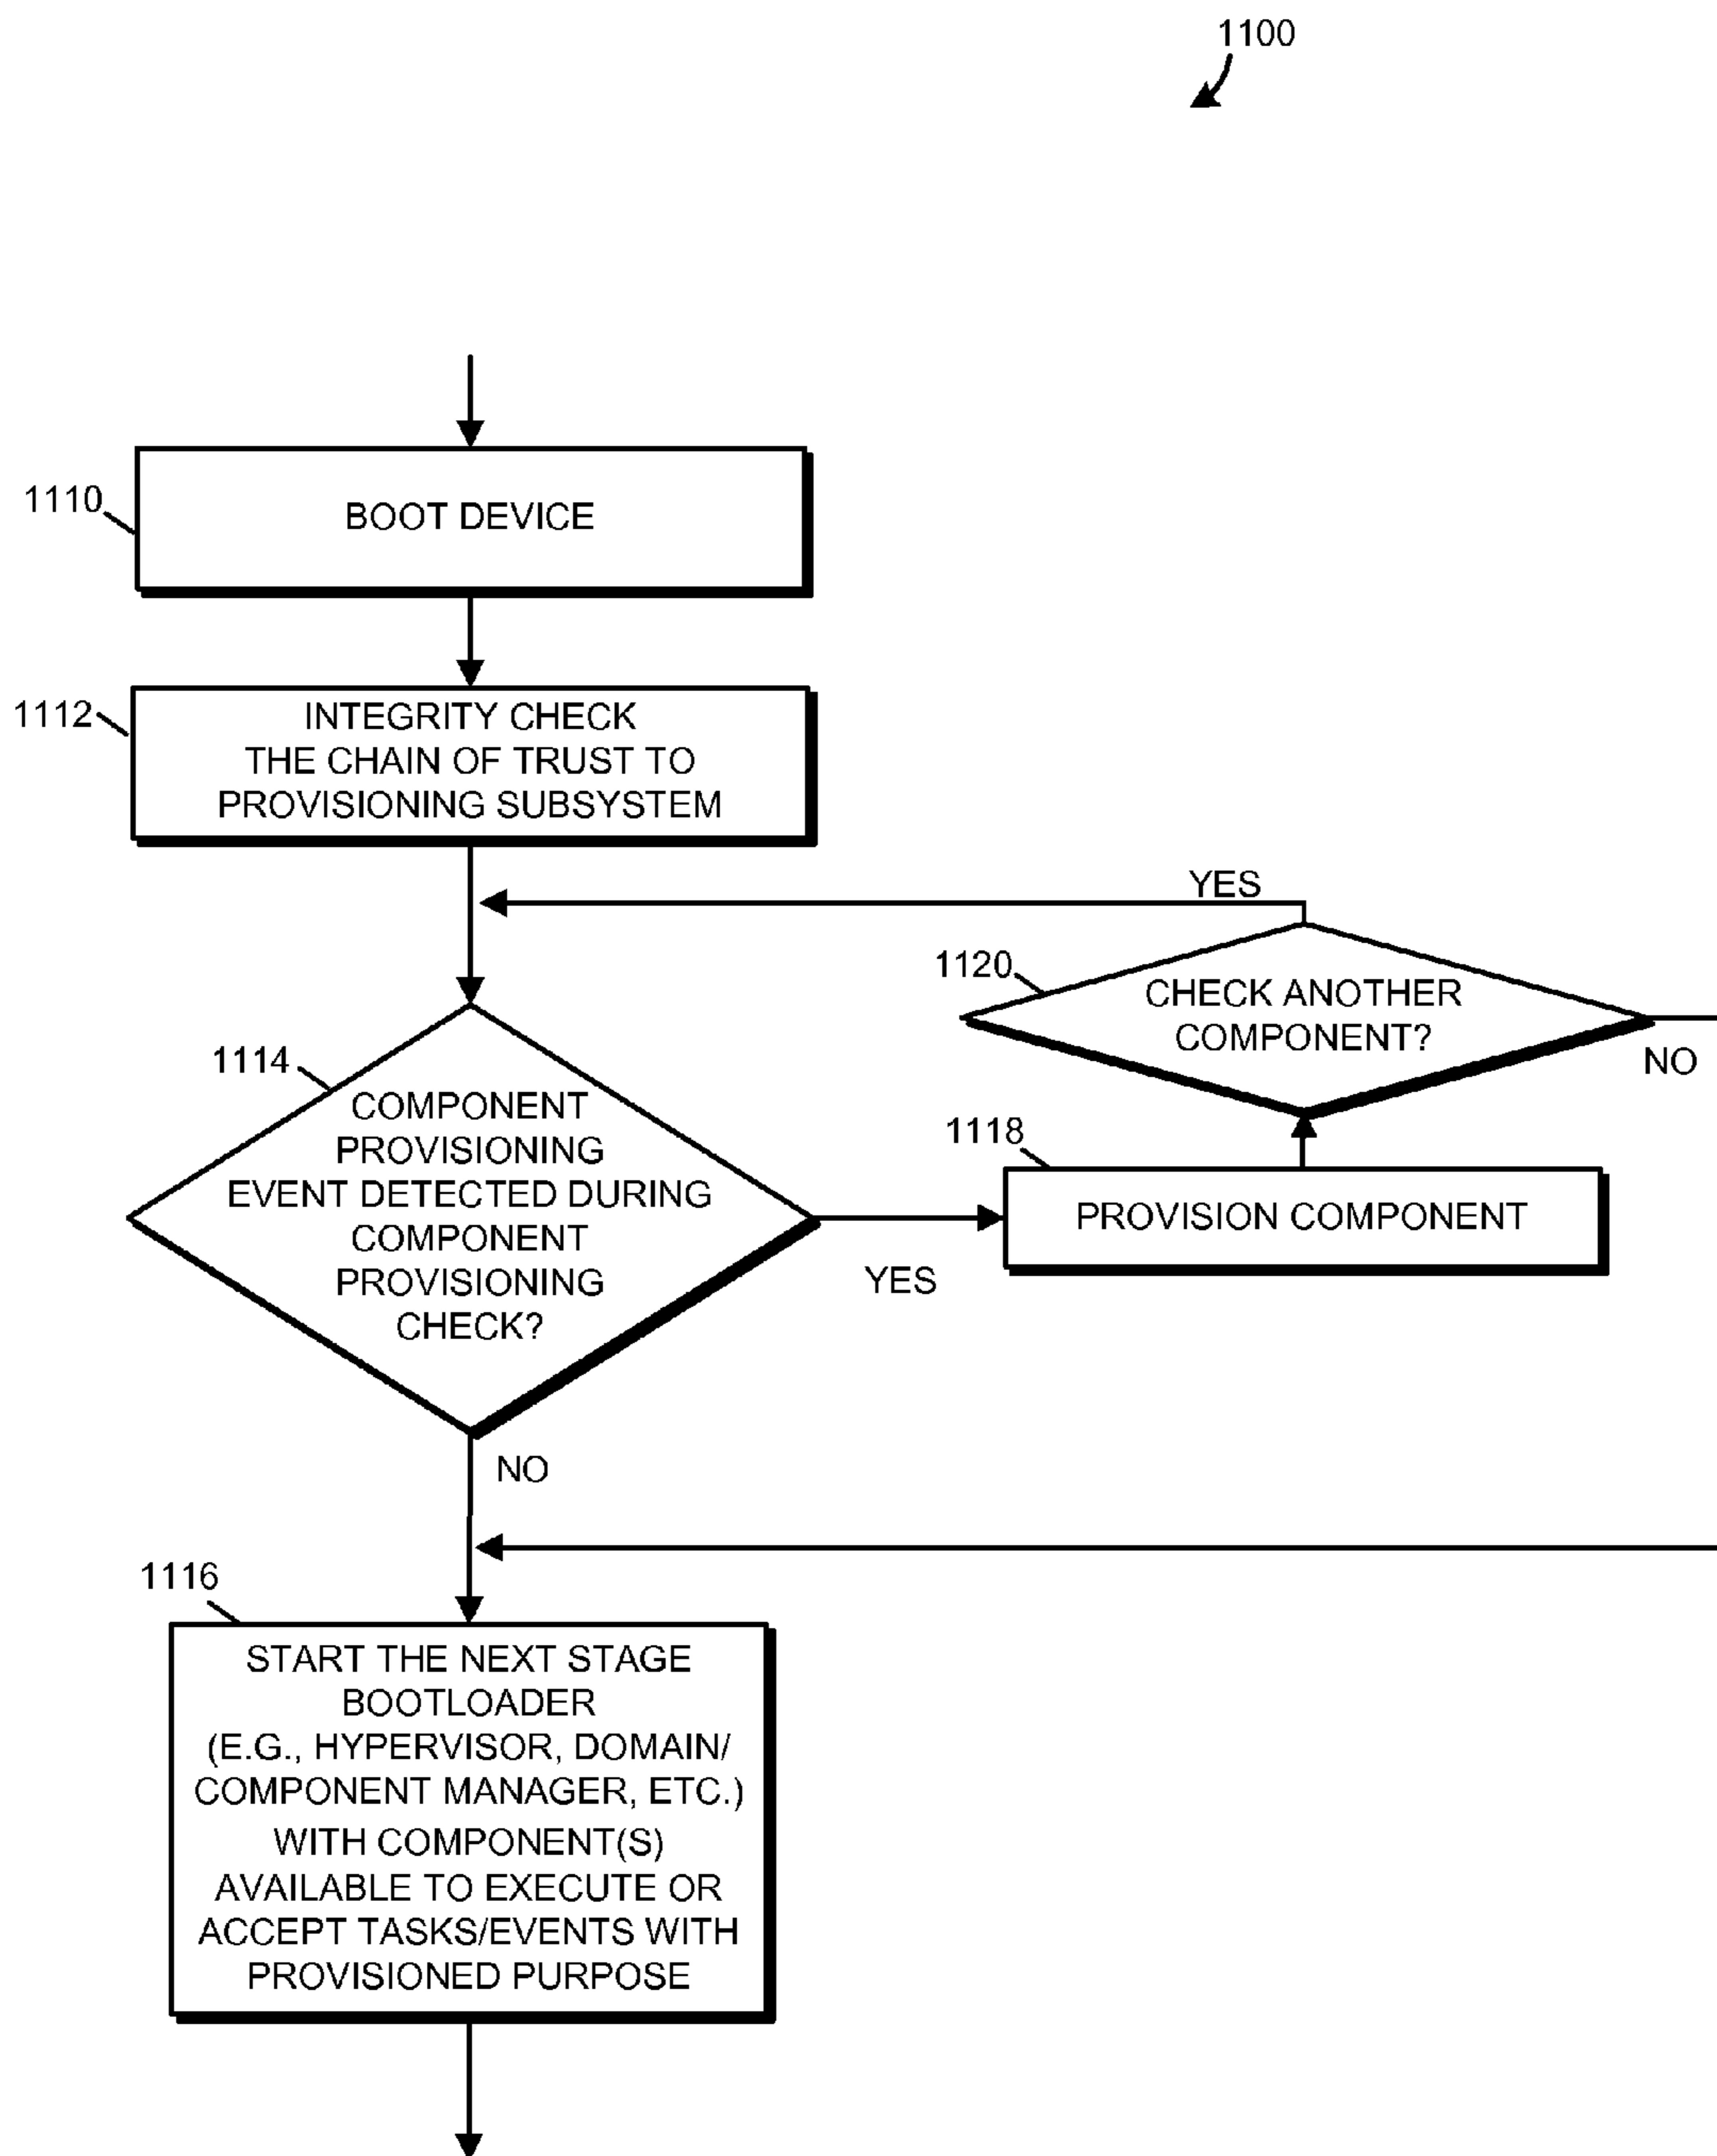 1100
1110
BOOT DEVICE
1112
INTEGRITY CHECK
THE CHAIN OF TRUST TO
PROVISIONING SUBSYSTEM
YES
1120
CHECK ANOTHER
COMPONENT?
NO
1114
COMPONENT
PROVISIONING
EVENT DETECTED DURING
COMPONENT
PROVISIONING
CHECK?
1118
PROVISION COMPONENT
YES
NO
1116
START THE NEXT STAGE
BOOTLOADER
(E.G., HYPERVISOR, DOMAIN/
COMPONENT MANAGER, ETC.)
WITH COMPONENT(S)
AVAILABLE TO EXECUTE OR
ACCEPT TASKS/EVENTS WITH
PROVISIONED PURPOSE